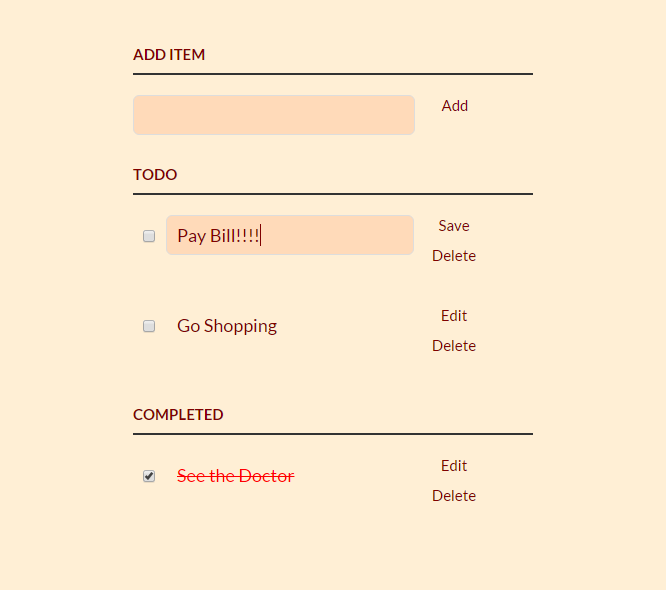 ADD ITEM
Add
TODO
Pay Bill!!!!
Save
Delete
Go Shopping
Edit
Delete
COMPLETED
See the Doctor
Edit
Delete